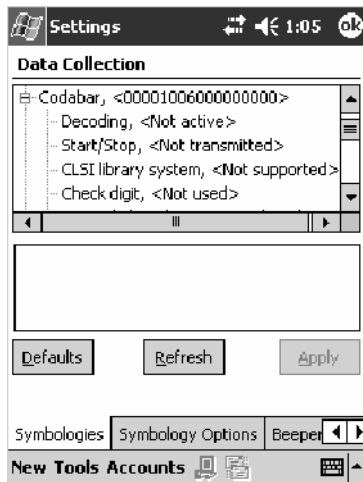 Settings 1:05 ok
Data Collection
Codabar, <00001006000000000>
Decoding, <Not active>
Start/Stop, <Not transmitted>
CLSI library system, <Not supported>
Check digit, <Not used>
Defaults Refresh Apply
Symbologies Symbology Options Beeper
New Tools Accounts